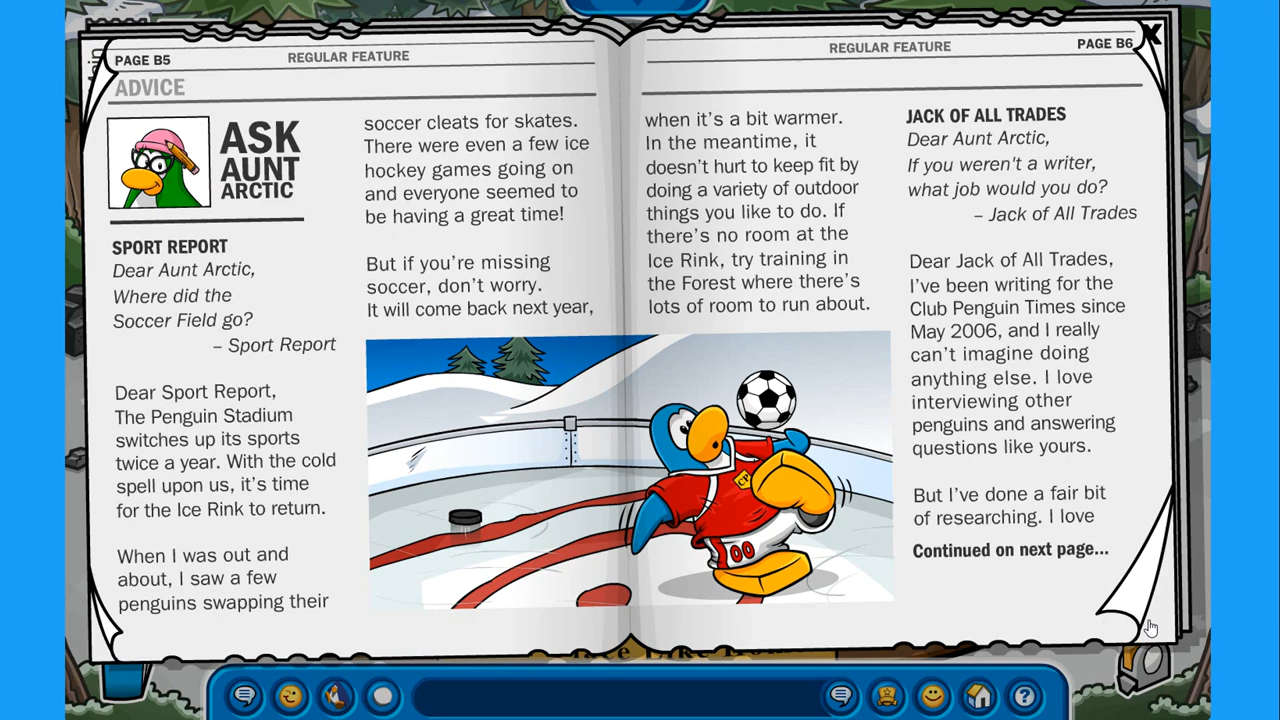 PAGE B5
REGULAR FEATURE
ADVICE
ASK
AUNT
ARCTIC
SPORT REPORT
Dear Aunt Arctic,
Where did the
Soccer Field go?
– Sport Report
Dear Sport Report,
The Penguin Stadium
switches up its sports
twice a year. With the cold
spell upon us, it's time
for the Ice Rink to return.
When I was out and
about, I saw a few
penguins swapping their
soccer cleats for skates.
There were even a few ice
hockey games going on
and everyone seemed to
be having a great time!
But if you're missing
soccer, don't worry.
It will come back next year,
REGULAR FEATURE
PAGE B6
X
when it's a bit warmer.
In the meantime, it
doesn't hurt to keep fit by
doing a variety of outdoor
things you like to do. If
there's no room at the
Ice Rink, try training in
the Forest where there's
lots of room to run about.
CP
00
JACK OF ALL TRADES
Dear Aunt Arctic,
If you weren't a writer,
what job would you do?
– Jack of All Trades
Dear Jack of All Trades,
I've been writing for the
Club Penguin Times since
May 2006, and I really
can't imagine doing
anything else. I love
interviewing other
penguins and answering
questions like yours.
But I've done a fair bit
of researching. I love
Continued on next page...
?